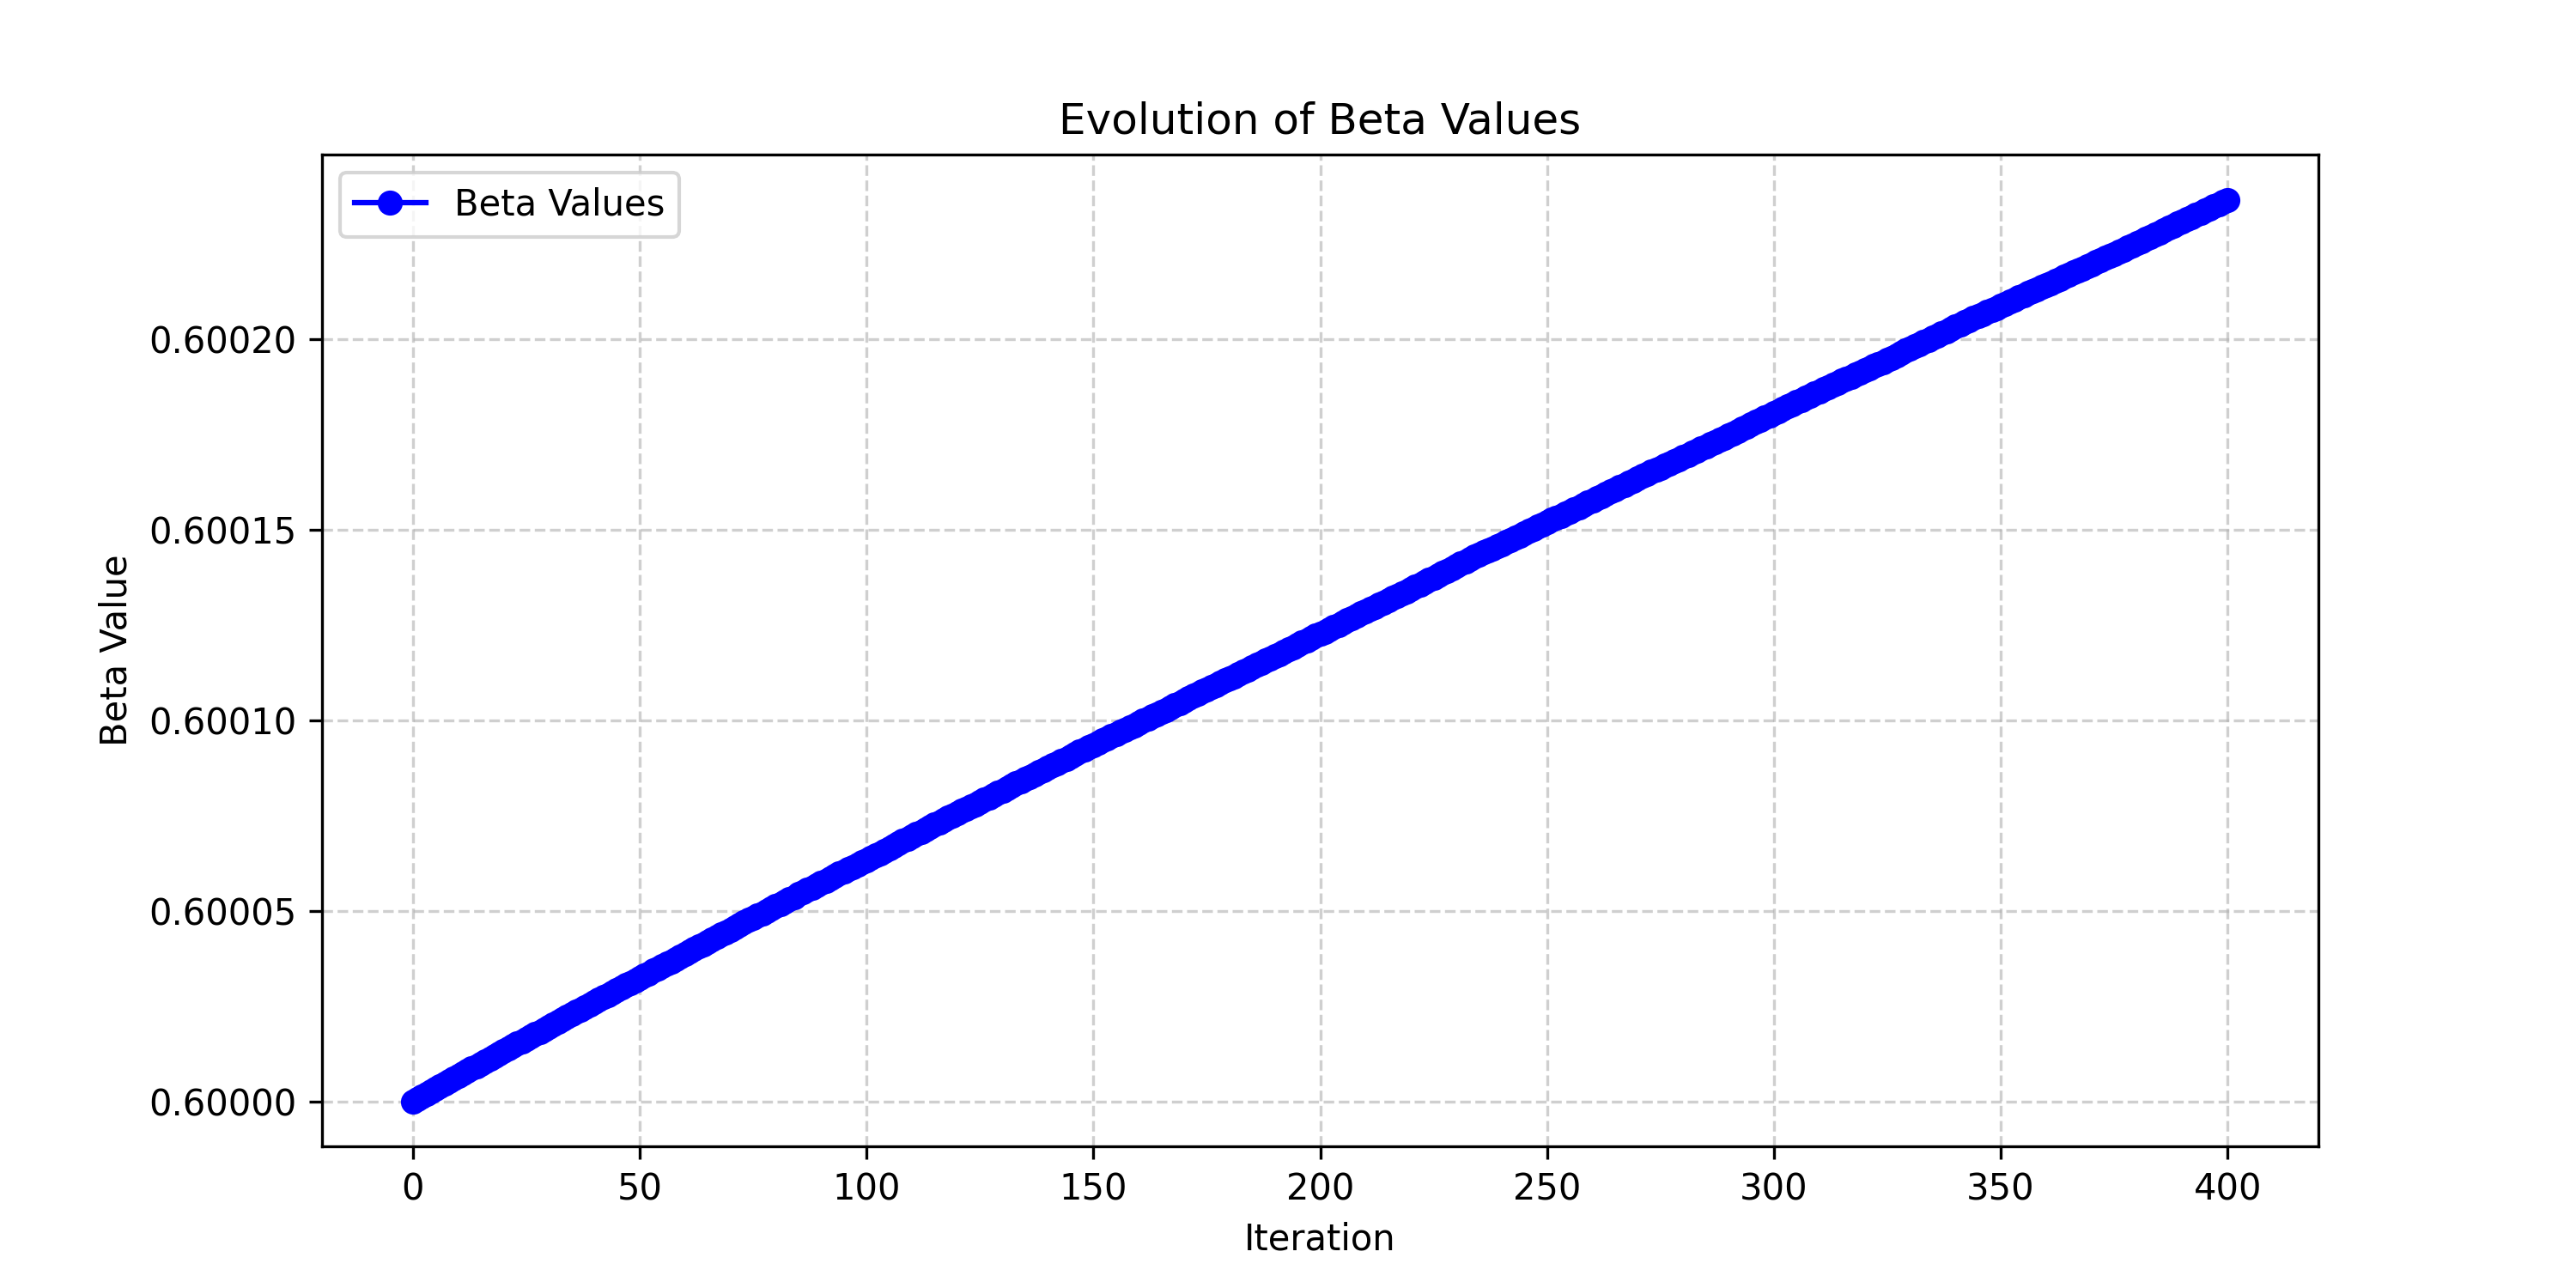 Evolution of Beta Values
Beta Values
Beta Value
0.60020
0.60015
0.60010
0.60005
0.60000
0 50 100 150 200 250 300 350 400
Iteration